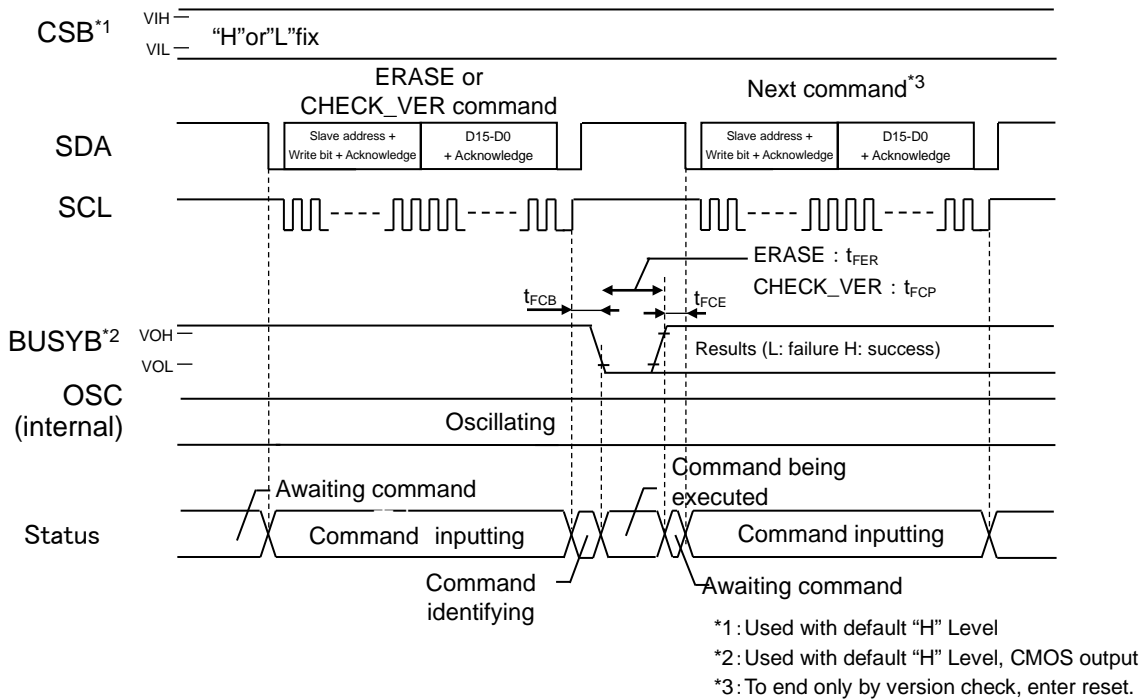 CSB*1
VIH
VIL
“H”or”L”fix
ERASE or
CHECK_VER command
Next command*3
SDA
Slave address +
Write bit + Acknowledge
D15-D0
+ Acknowledge
Slave address +
Write bit + Acknowledge
D15-D0
+ Acknowledge
SCL
ERASE : tFER
CHECK_VER : tFCP
tFCB
tFCE
BUSYB*2
VOH
VOL
Results (L: failure H: success)
OSC
(internal)
Oscillating
Command being
executed
Awaiting command
Status
Command inputting
Command inputting
Command
identifying
Awaiting command
*1:Used with default “H” Level
*2:Used with default “H” Level, CMOS output
*3:To end only by version check, enter reset.